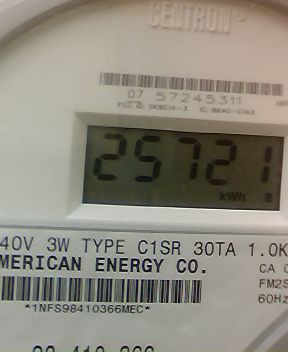 CENTRON
07 57245311
25721
kWh
40V 3W TYPE C1SR 30TA 1.0K
MERICAN ENERGY CO.
CA
FM2S
60Hz
*1NFS98410366MEC*